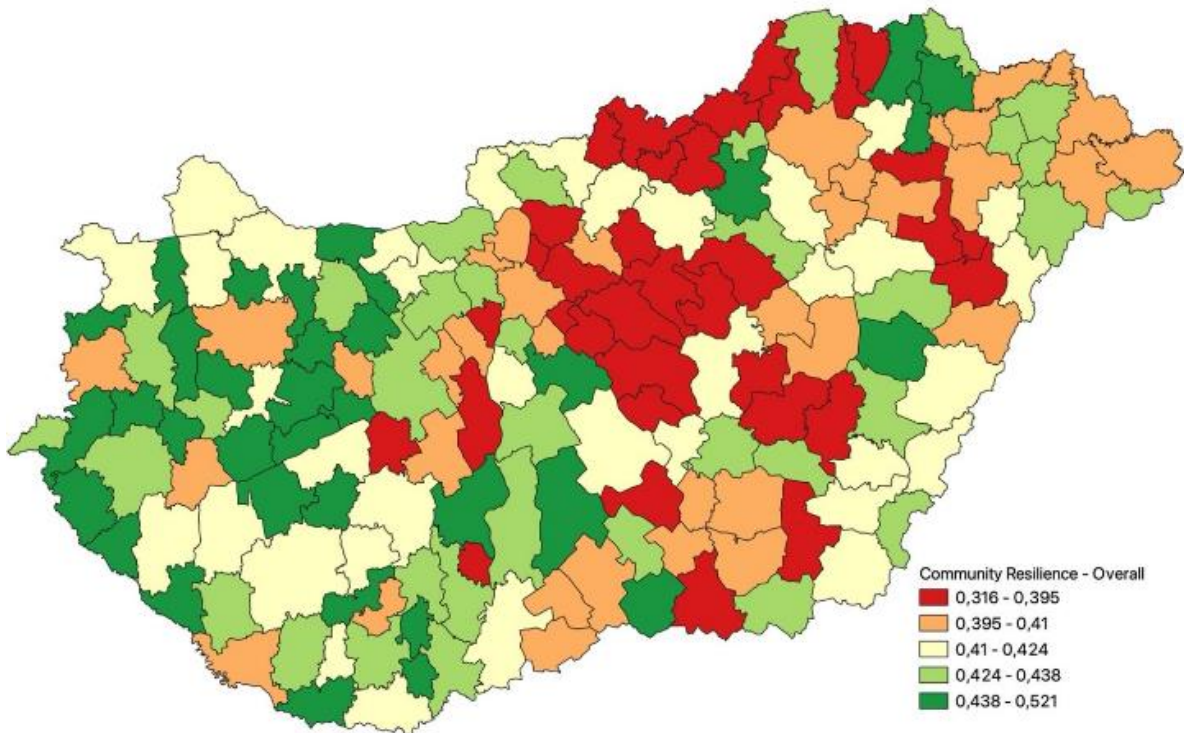 Community Resilience - Overall
0,316 - 0,395
0,395 - 0,41
0,41 - 0,424
0,424 - 0,438
0,438 - 0,521